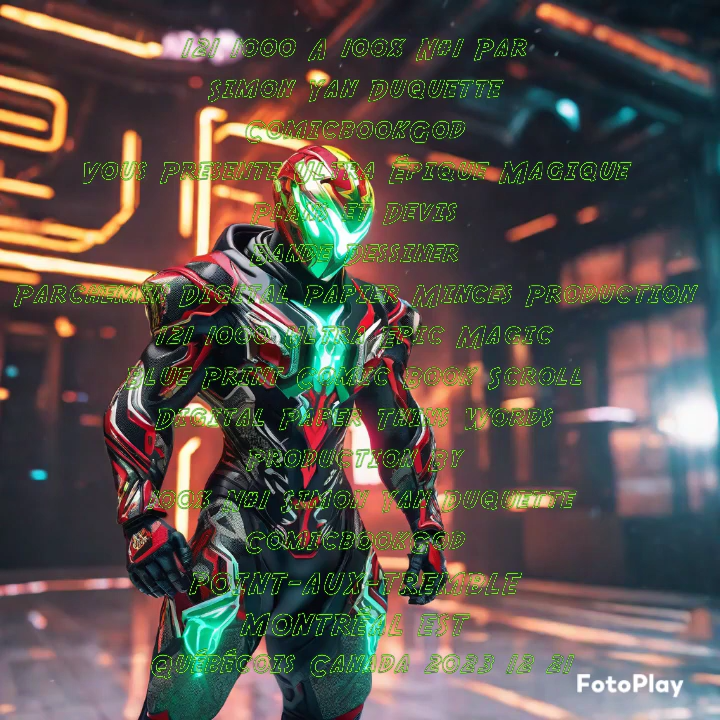 121 1000 A 100% N#1 PAR
SIMON YAN DUQUETTE
COMICBOOKGOD
VOUS PRESENTE ULTRA ÉPIQUE MAGIQUE
PLANS ET DEVIS
BANDE DESSINER
PARCHEMIN DIGITAL PAPIER MINCES PRODUCTION
121 1000 ULTRA EPIC MAGIC
BLUE PRINT COMIC BOOK SCROLL
DIGITAL PAPER THINS WORDS
PRODUCTION BY
100% N#1 SIMON YAN DUQUETTE
COMICBOOKGOD
POINT-AUX-TREMBLE
MONTRÉAL EST
QUÉBÉCOIS CANADA 2023 12 21
FotoPlay